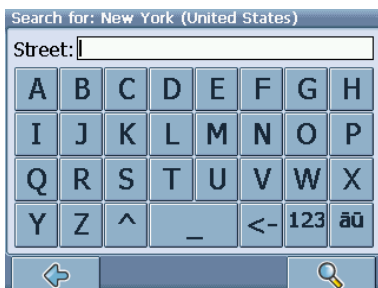 Search for: New York (United States)
Street:
A B C D E F G H
I J K L M N O P
Q R S T U V W X
Y Z ^ _ <- 123 āū